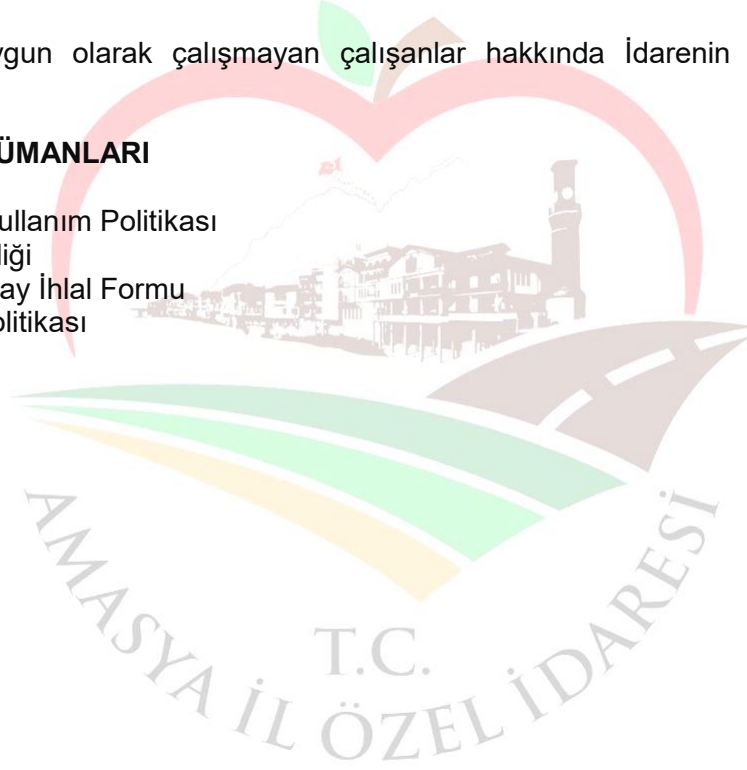 ygun olarak çalışmayan çalışanlar hakkında İdarenin
ÜMANLARI
ullanım Politikası
liği
ay İhlal Formu
olitikası
T.C.
AMASYA İL ÖZEL İDARESİ